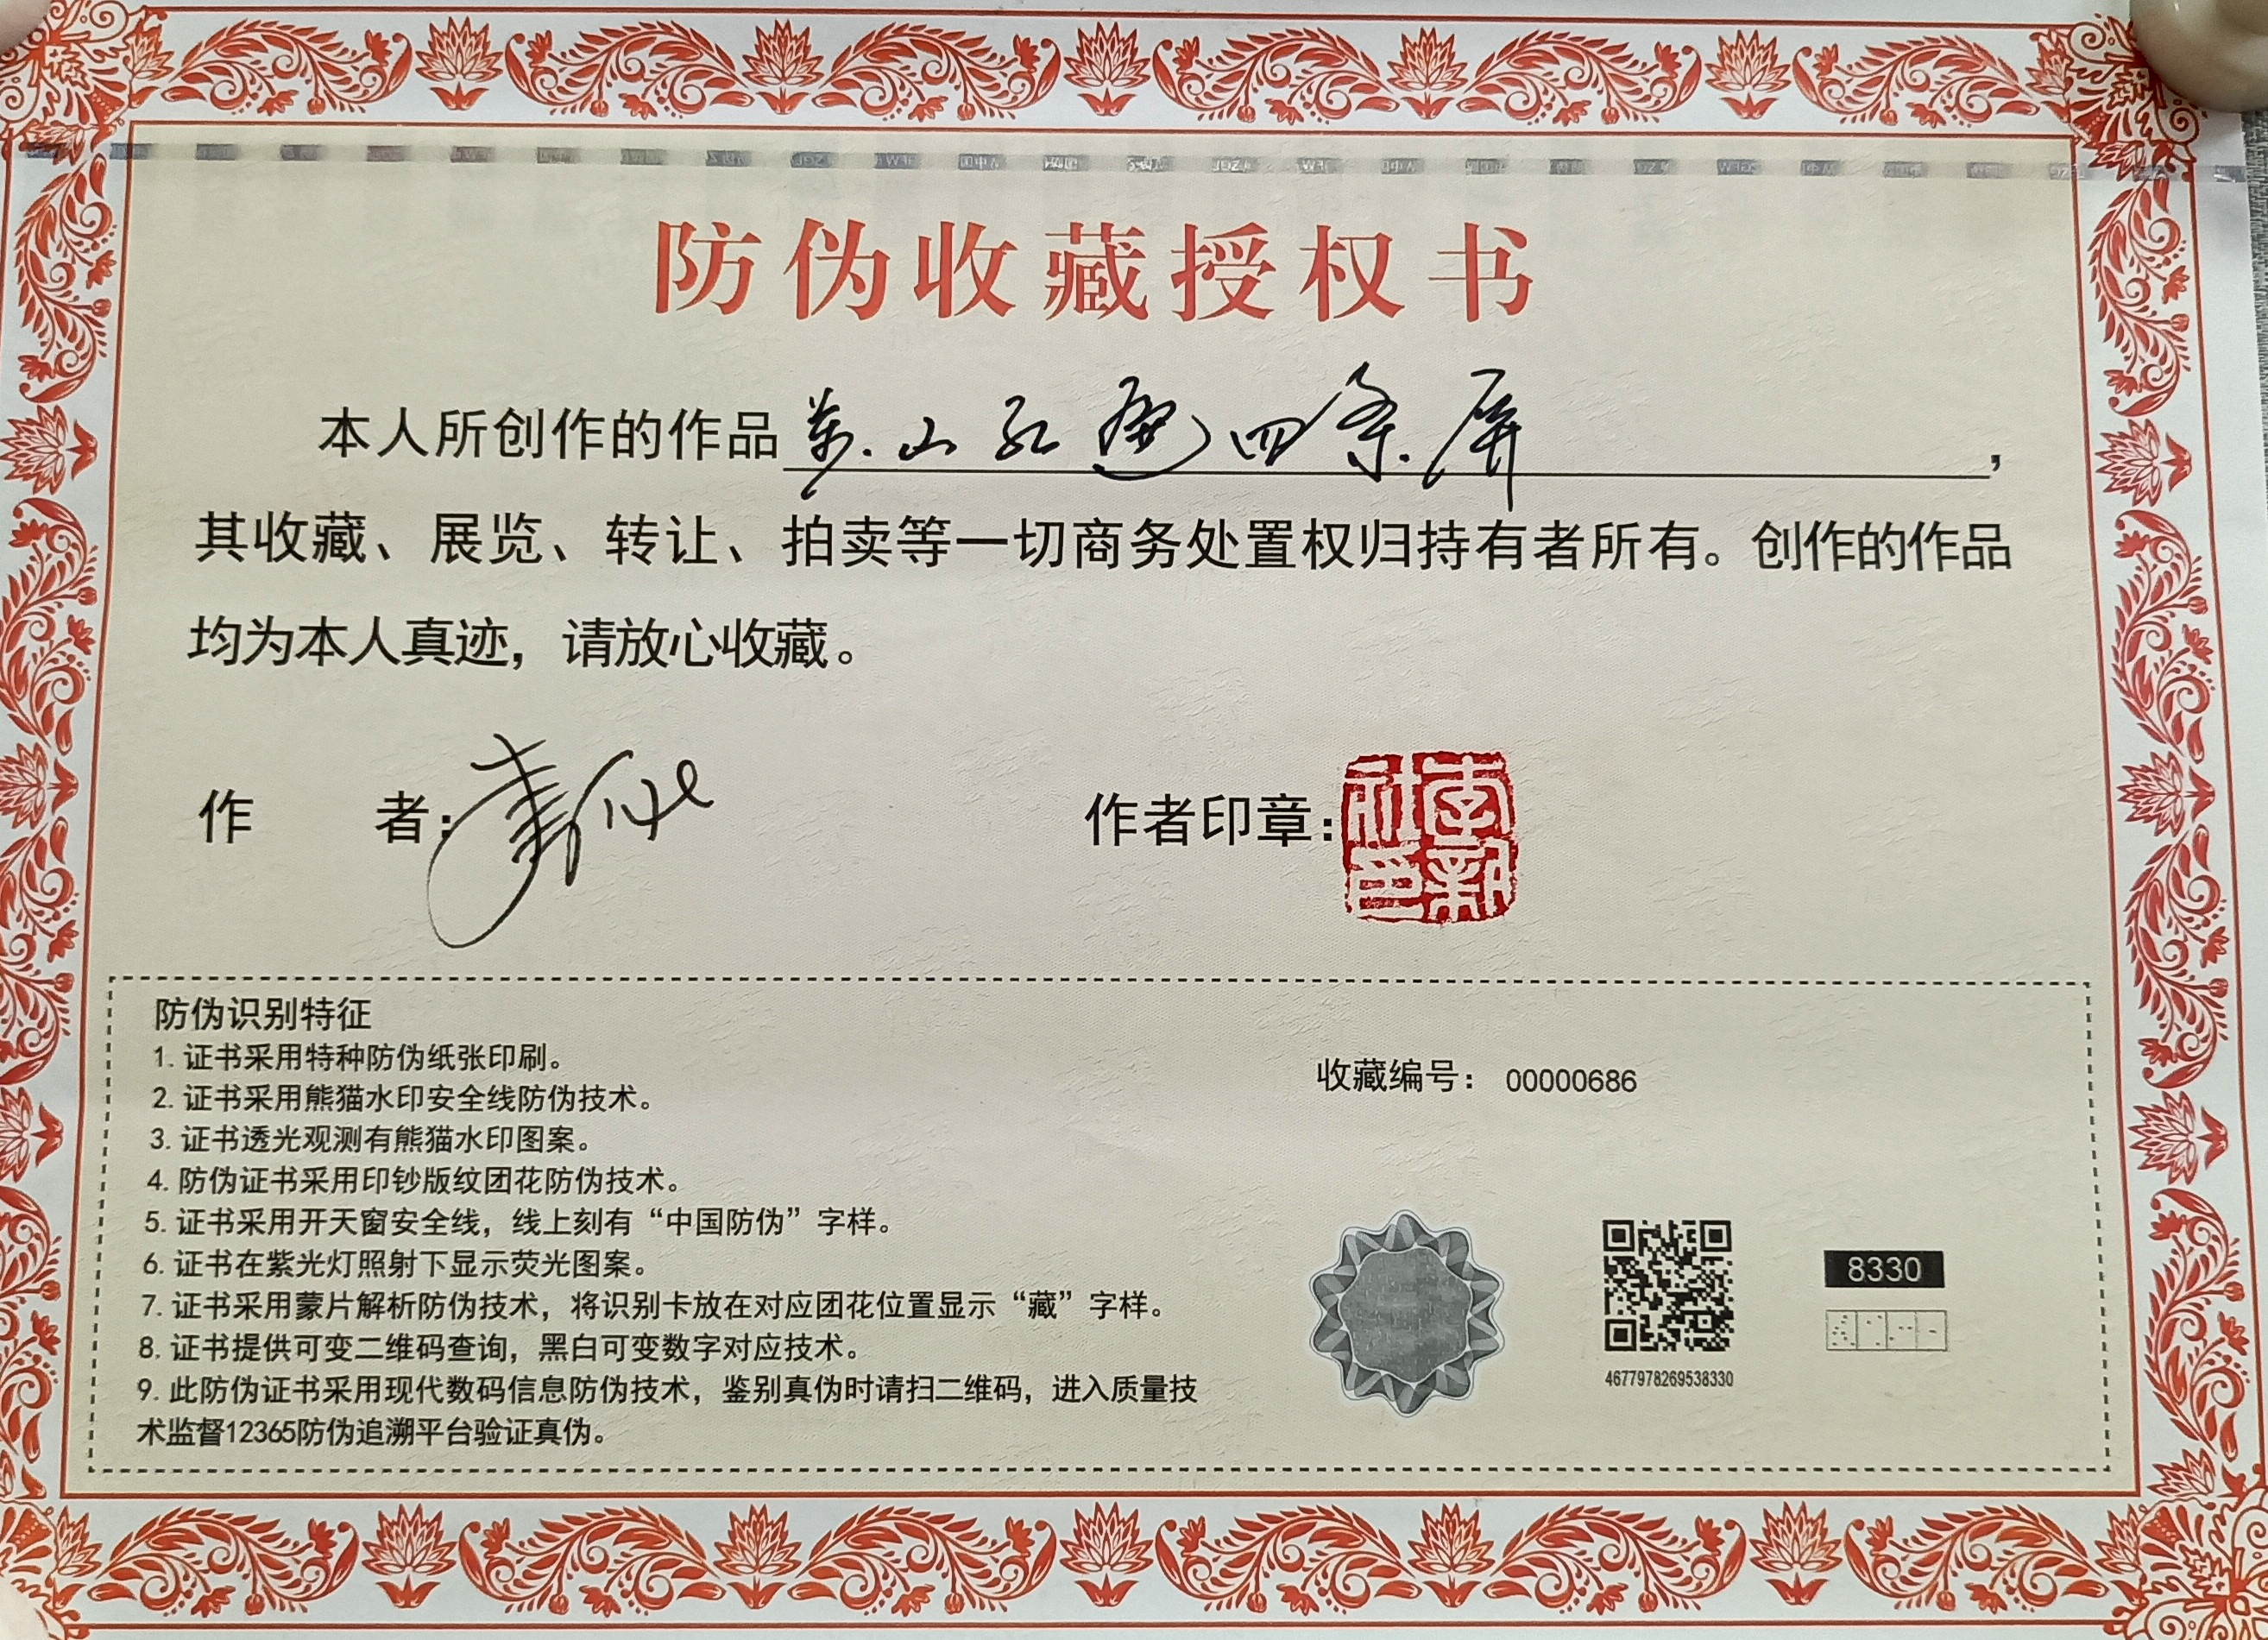 防伪收藏授权书
本人所创作的作品万山红遍四条屏，
其收藏、展览、转让、拍卖等一切商务处置权归持有者所有。创作的作品
均为本人真迹，请放心收藏。
作 者：
作者印章：
防伪识别特征
1. 证书采用特种防伪纸张印刷。
2. 证书采用熊猫水印安全线防伪技术。
3. 证书透光观测有熊猫水印图案。
4. 防伪证书采用印钞版纹团花防伪技术。
5. 证书采用开天窗安全线，线上刻有“中国防伪”字样。
6. 证书在紫光灯照射下显示荧光图案。
7. 证书采用蒙片解析防伪技术，将识别卡放在对应团花位置显示“藏”字样。
8. 证书提供可变二维码查询，黑白可变数字对应技术。
9. 此防伪证书采用现代数码信息防伪技术，鉴别真伪时请扫二维码，进入质量技
术监督12365防伪追溯平台验证真伪。
收藏编号： 00000686
8330
4677978269538330